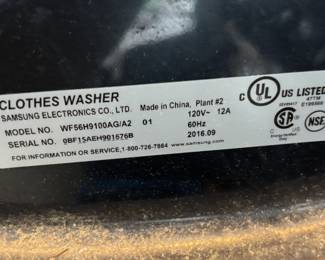 CLOTHES WASHER
SAMSUNG ELECTRONICS CO., LTD.
Made in China, Plant #2
MODEL NO. WF56H9100AG/A2 01
120V~ 12A
60Hz
SERIAL NO. 0BF15AEH901676B
2016.09
FOR INFORMATION OR SERVICE,1-800-726-7864 www.samsung.com
C UL US LISTED
NSF